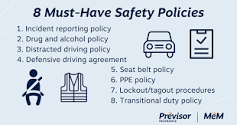 8 Must-Have Safety Policies
1. Incident reporting policy
2. Drug and alcohol policy
3. Distracted driving policy
4. Defensive driving agreement
5. Seat belt policy
6. PPE policy
7. Lockout/tagout procedures
8. Transitional duty policy
Prēvisor
INSURANCE
MEM